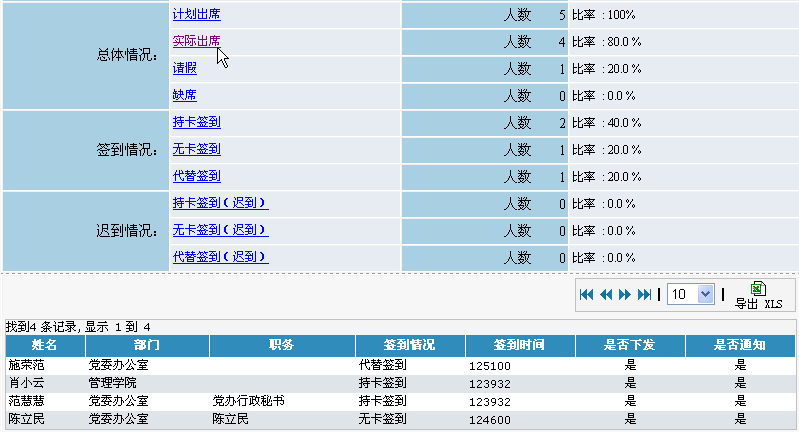 计划出席 人数 5 比率 :100%
总体情况: 实际出席 人数 4 比率 :80.0%
请假 人数 1 比率 :20.0%
缺席 人数 0 比率 :0.0%
持卡签到 人数 2 比率 :40.0%
签到情况: 无卡签到 人数 1 比率 :20.0%
代替签到 人数 1 比率 :20.0%
持卡签到(迟到) 人数 0 比率 :0.0%
迟到情况: 无卡签到(迟到) 人数 0 比率 :0.0%
代替签到(迟到) 人数 0 比率 :0.0%
10 导出 XLS
找到4 条记录, 显示 1 到 4
姓名 部门 职务 签到情况 签到时间 是否下发 是否通知
施荣范 党委办公室 代替签到 125100 是 是
肖小云 管理学院 持卡签到 123932 是 是
范慧慧 党委办公室 党办行政秘书 持卡签到 123932 是 是
陈立民 党委办公室 陈立民 无卡签到 124600 是 是